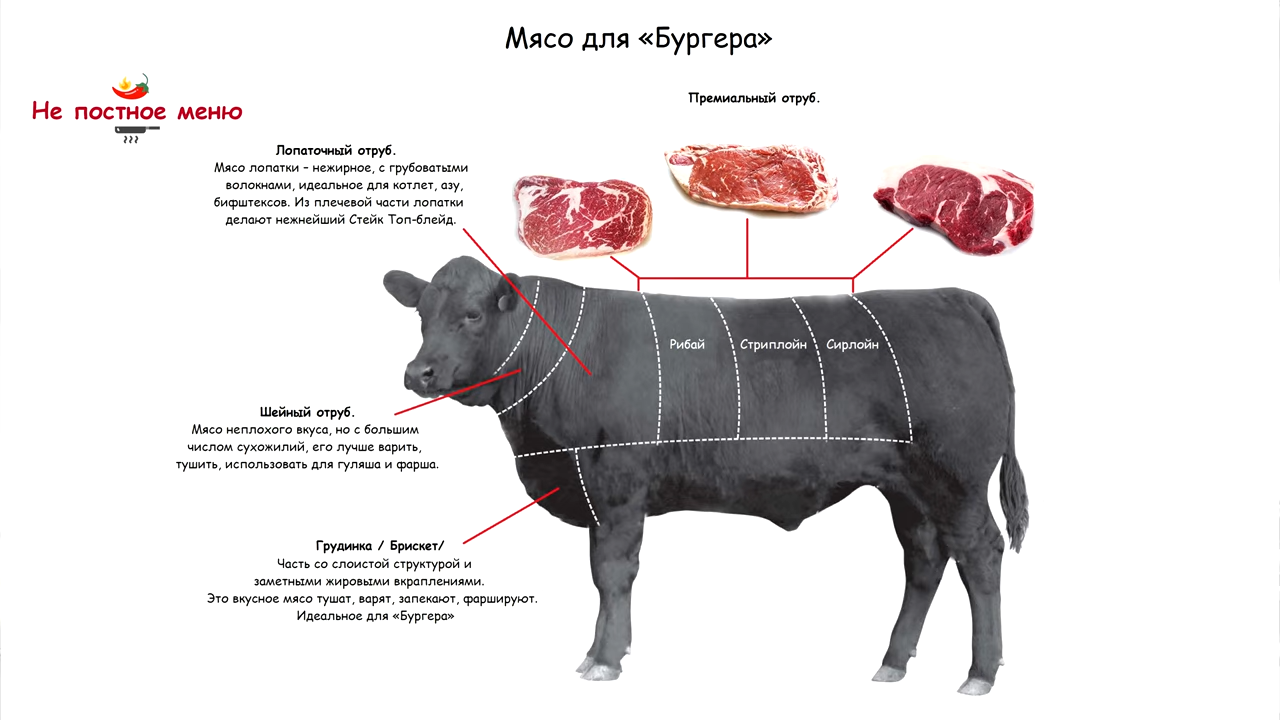 Мясо для «Бургера»
Не постное меню
Премиальный отруб.
Лопаточный отруб.
Мясо лопатки – нежирное, с грубоватыми
волокнами, идеальное для котлет, азу,
бифштексов. Из плечевой части лопатки
делают нежнейший Стейк Топ-блейд.
Рибай
Стриплойн
Сирлойн
Шейный отруб.
Мясо неплохого вкуса, но с большим
числом сухожилий, его лучше варить,
тушить, использовать для гуляша и фарша.
Грудинка / Брискет/
Часть со слоистой структурой и
заметными жировыми вкраплениями.
Это вкусное мясо тушат, варят, запекают, фаршируют.
Идеальное для «Бургера»